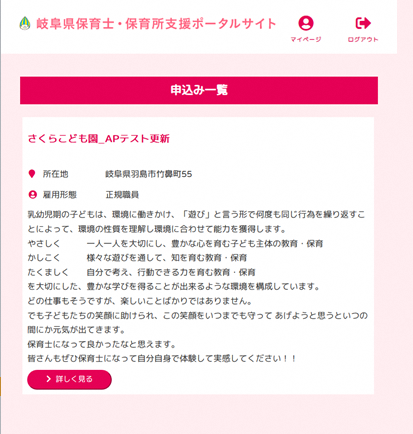 岐阜県保育士・保育所支援ポータルサイト
マイページ
ログアウト
申込み一覧
さくらこども園_APテスト更新
所在地 岐阜県羽島市竹鼻町55
雇用形態 正規職員
乳幼児期の子どもは、環境に働きかけ、「遊び」と言う形で何度も同じ行為を繰り返すこ
とによって、環境の性質を理解し環境に合わせて能力を獲得します。
やさしく 一人一人を大切にし、豊かな心を育む子ども主体の教育・保育
かしこく 様々な遊びを通して、知を育む教育・保育
たくましく 自分で考え、行動できる力を育む教育・保育
を大切にした、豊かな学びを得ることが出来るような環境を構成しています。
どの仕事もそうですが、楽しいことばかりではありません。
でも子どもたちの笑顔に助けられ、この笑顔をいつまでも守って あげようと思うといつの
間にか元気が出てきます。
保育士になって良かったなと思えます。
皆さんもぜひ保育士になって自分自身で体験して実感してください！！
詳しく見る